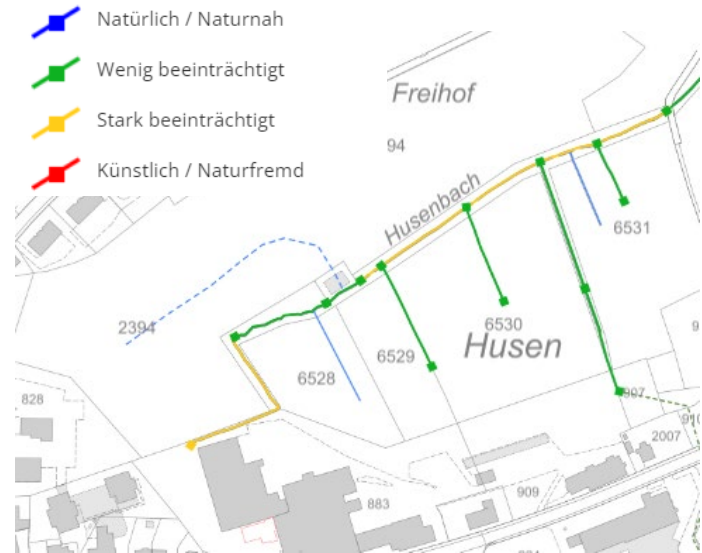 Natürlich / Naturnah
Wenig beeinträchtigt
Stark beeinträchtigt
Künstlich / Naturfremd
Freihof
94
Husenbach
6531
2394
6530
Husen
6529
6528
828
907
2007
883
909